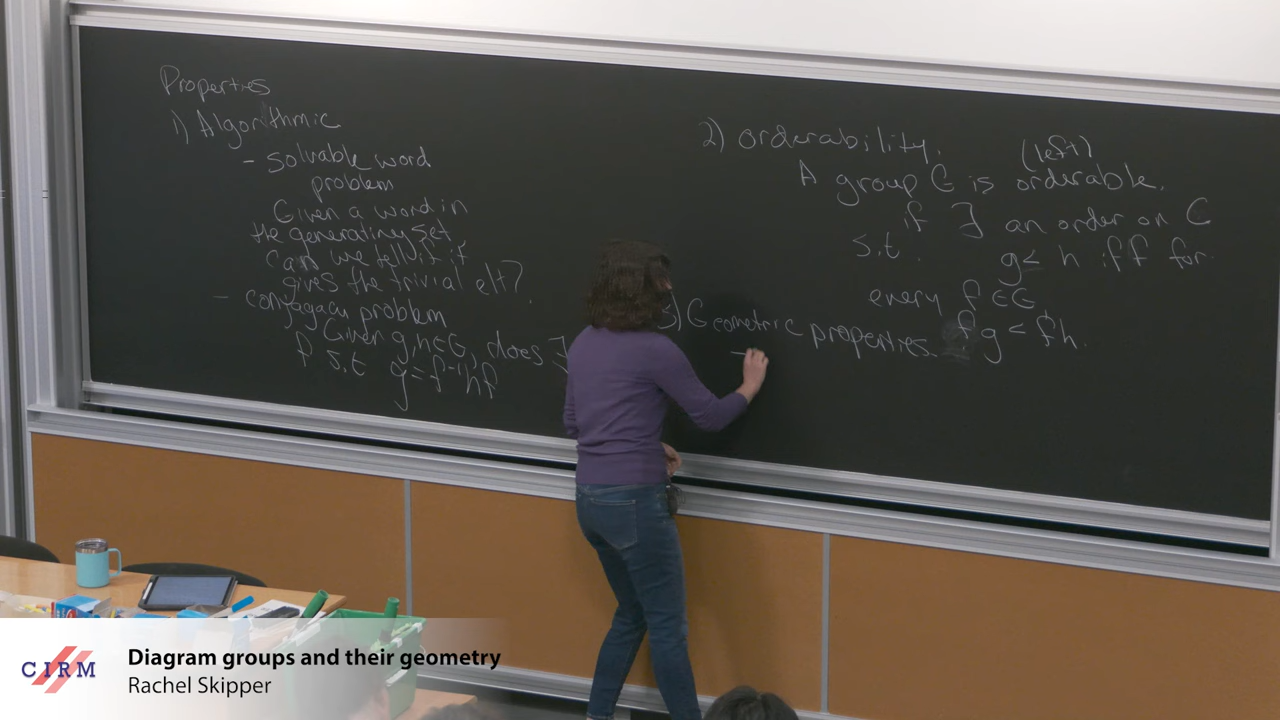 Properties
1) Algorithmic
- solvable word
problem
Given a word in
the generating set
can we tell if it
gives the trivial elt?
- conjagacy problem
Given g,h∈G, does ∃
f s.t g=f⁻¹hf
2) orderability.
(left)
A group G is orderable,
if ∃ an order on G
s.t. g< h iff for
every f ∈G
fg < fh.
3) Geometric properties.
-
CIRM
Diagram groups and their geometry
Rachel Skipper